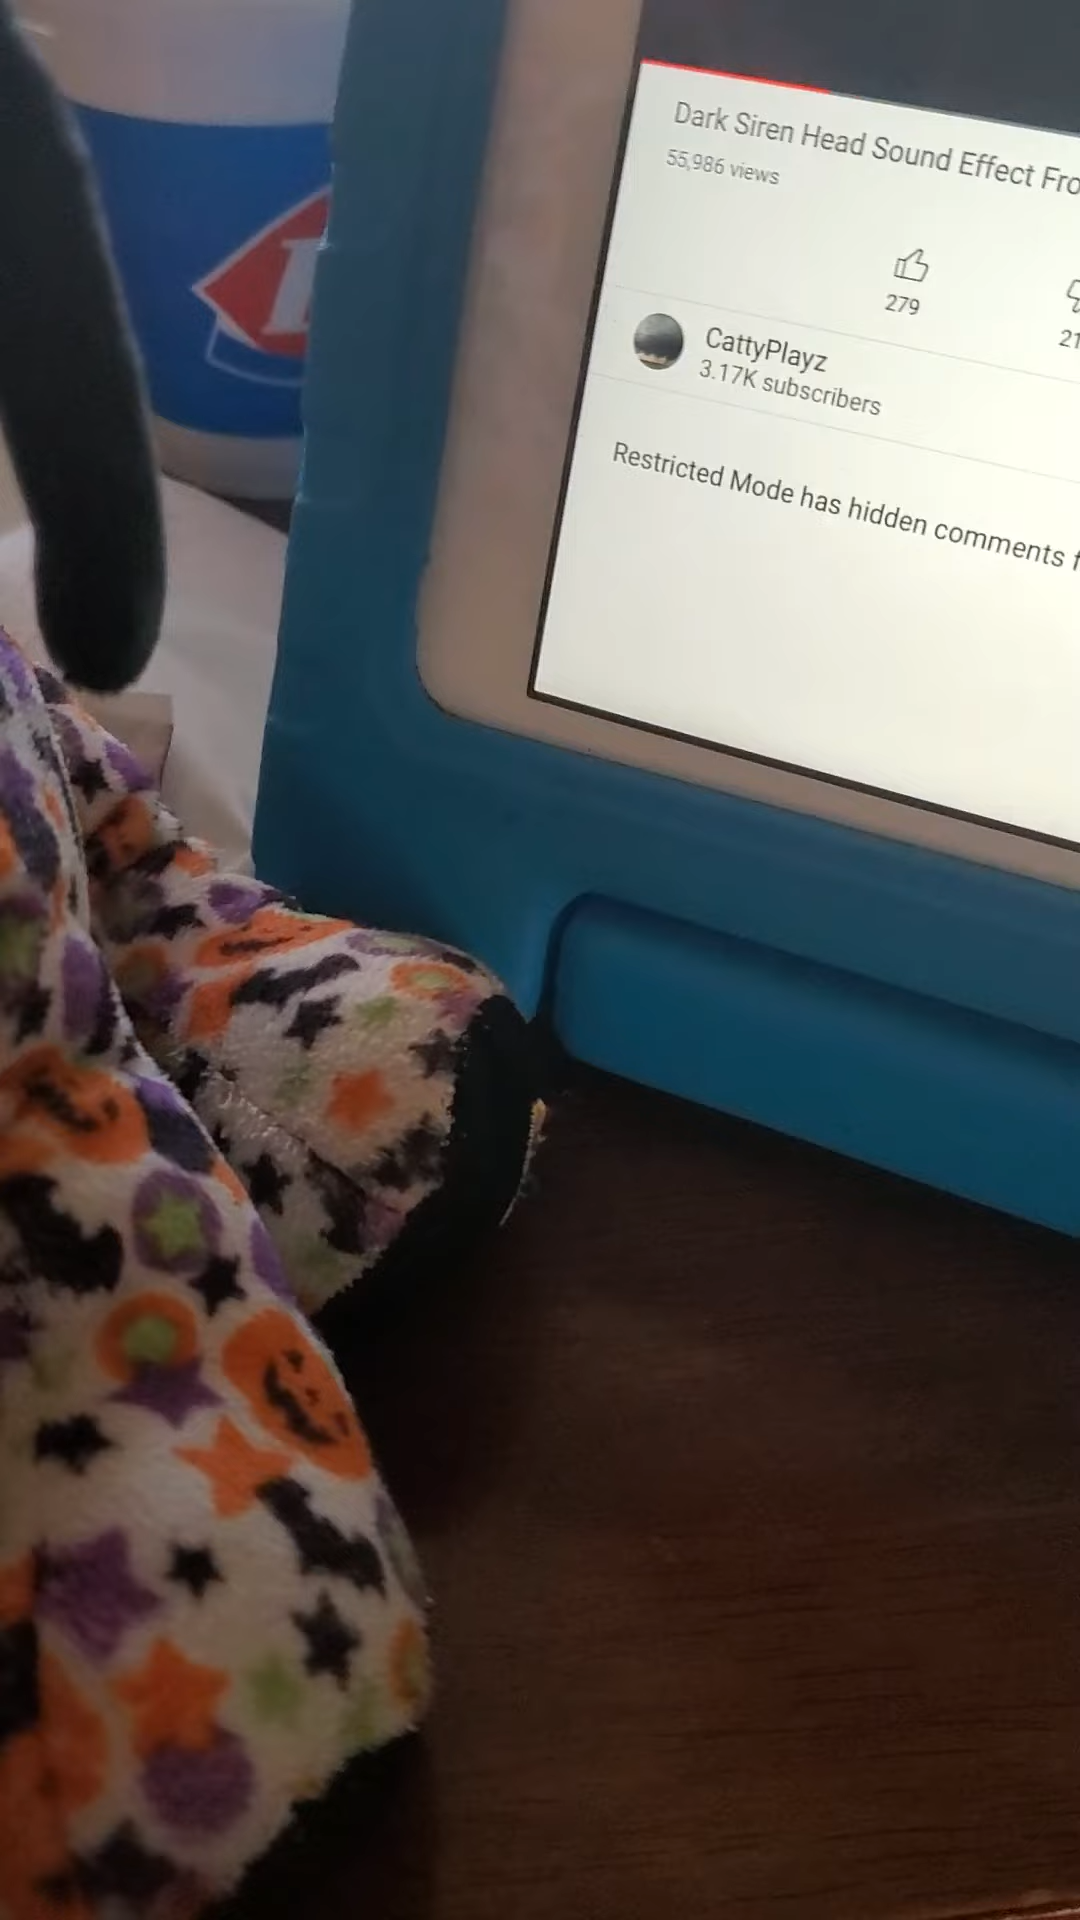 Dark Siren Head Sound Effect
55,986 views
279
CattyPlayz
3.17K subscribers
Restricted Mode has hidden comments